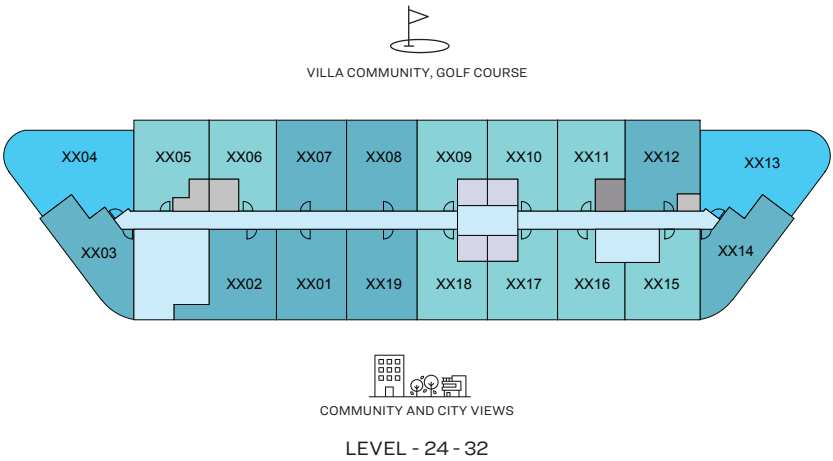 VILLA COMMUNITY, GOLF COURSE
XX04
XX05
XX06
XX07
XX08
XX09
XX10
XX11
XX12
XX13
XX03
XX14
XX02
XX01
XX19
XX18
XX17
XX16
XX15
COMMUNITY AND CITY VIEWS
LEVEL - 24 - 32